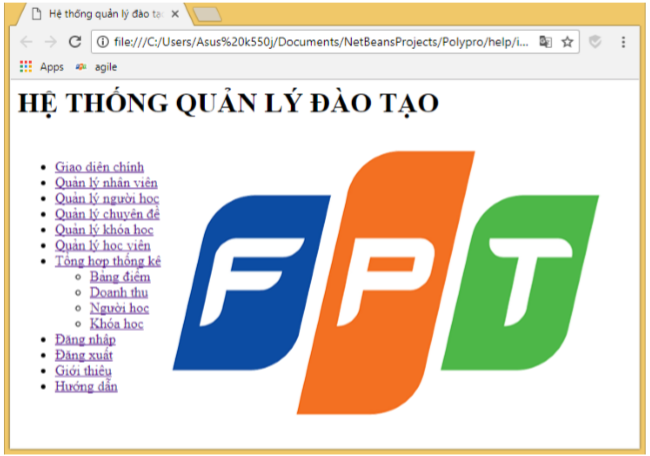 Hệ thống quản lý đào tạ
file:///C:/Users/Asus%20k550j/Documents/NetBeansProjects/Polypro/help/i...
Apps agile
HỆ THỐNG QUẢN LÝ ĐÀO TẠO
Giao diện chính
Quản lý nhân viên
Quản lý người học
Quản lý chuyên đề
Quản lý khóa học
Quản lý học viên
Tổng hợp thống kê
Bảng điểm
Doanh thu
Người học
Khóa học
Đăng nhập
Đăng xuất
Giới thiệu
Hướng dẫn
FPT